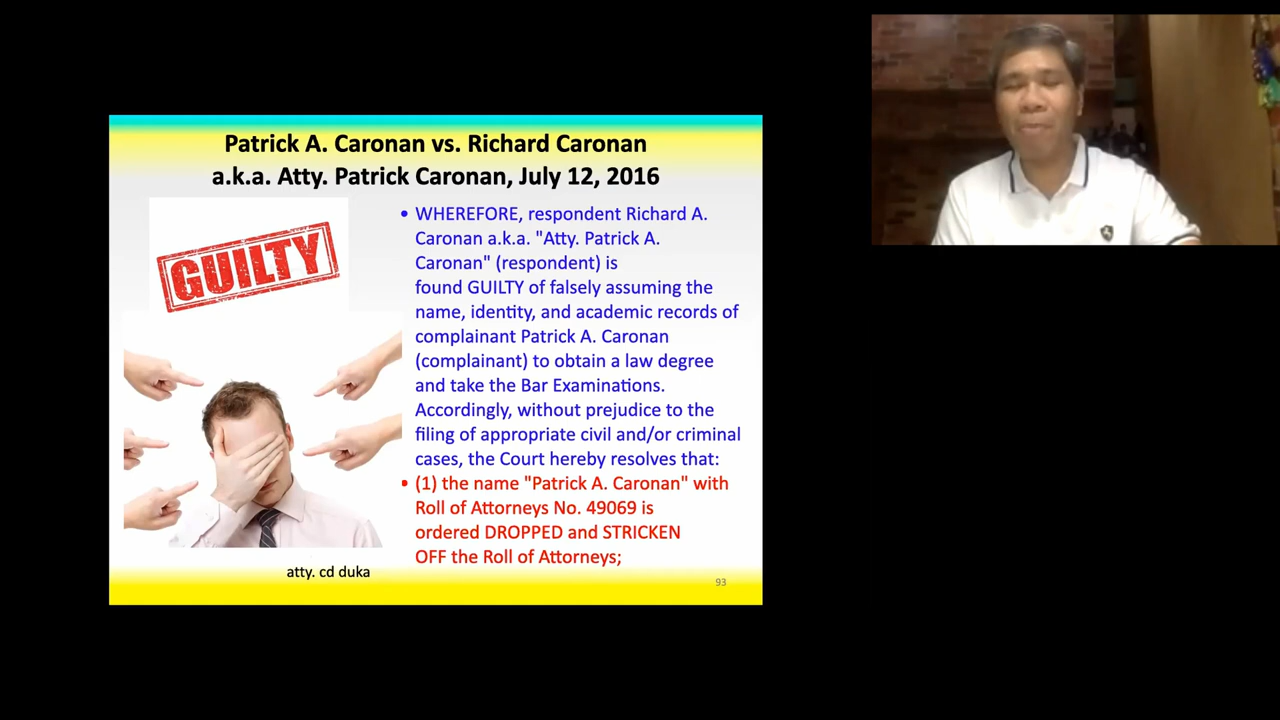 Patrick A. Caronan vs. Richard Caronan
a.k.a. Atty. Patrick Caronan, July 12, 2016
GUILTY
• WHEREFORE, respondent Richard A.
Caronan a.k.a. "Atty. Patrick A.
Caronan" (respondent) is
found GUILTY of falsely assuming the
name, identity, and academic records of
complainant Patrick A. Caronan
(complainant) to obtain a law degree
and take the Bar Examinations.
Accordingly, without prejudice to the
filing of appropriate civil and/or criminal
cases, the Court hereby resolves that:
• (1) the name "Patrick A. Caronan" with
Roll of Attorneys No. 49069 is
ordered DROPPED and STRICKEN
OFF the Roll of Attorneys;
atty. cd duka
93